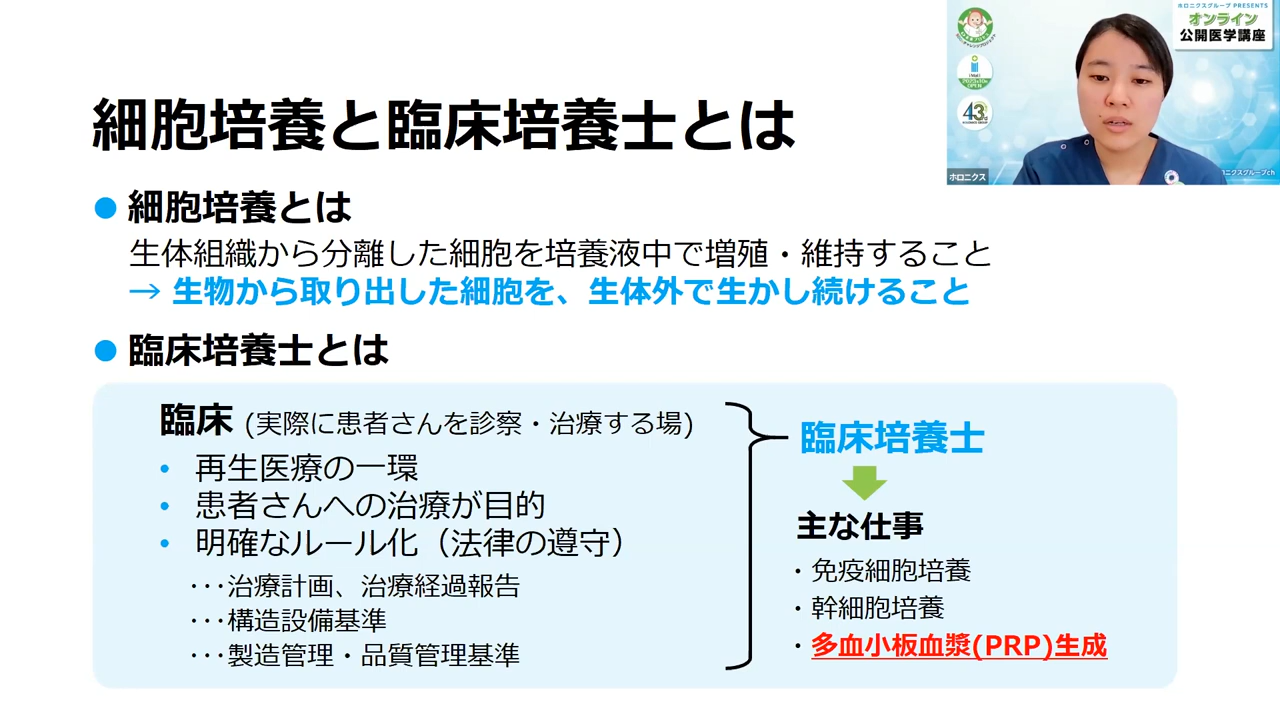 細胞培養と臨床培養士とは
ホロニクスグループ PRESENTS
オンライン
公開医学講座
43
ホロニクス
ニクスグループch
● 細胞培養とは
生体組織から分離した細胞を培養液中で増殖・維持すること
→ 生物から取り出した細胞を、生体外で生かし続けること
● 臨床培養士とは
臨床 (実際に患者さんを診察・治療する場)
• 再生医療の一環
• 患者さんへの治療が目的
• 明確なルール化（法律の遵守）
･･･治療計画、治療経過報告
･･･構造設備基準
･･･製造管理・品質管理基準
臨床培養士
主な仕事
・免疫細胞培養
・幹細胞培養
・多血小板血漿(PRP)生成